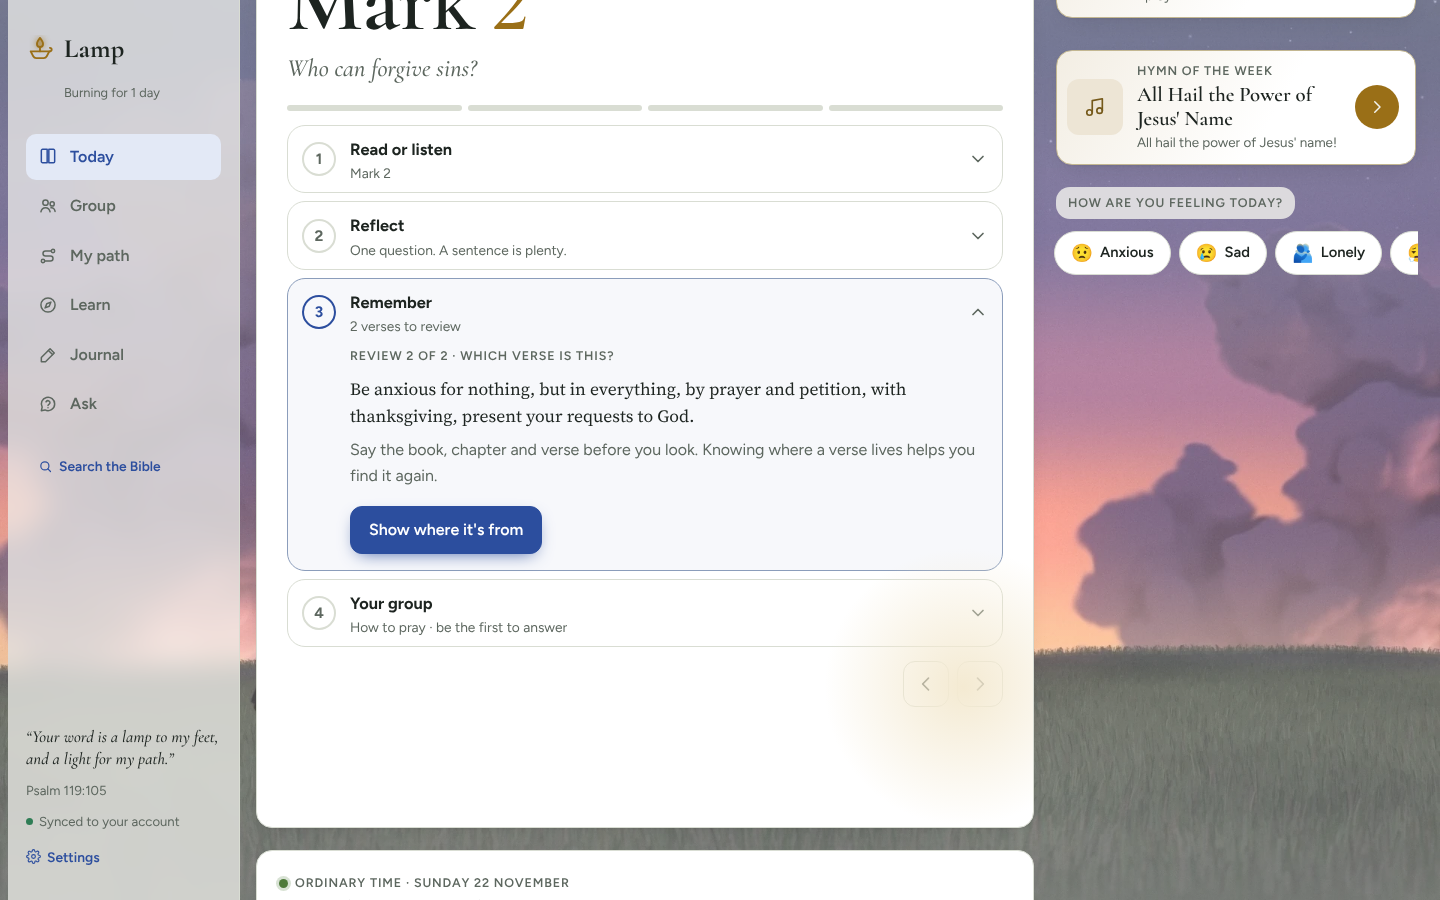 Lamp
Burning for 1 day
Today
Group
My path
Learn
Journal
Ask
Search the Bible
“Your word is a lamp to my feet,
and a light for my path.”
Psalm 119:105
Synced to your account
Settings
Mark 2
Who can forgive sins?
1
Read or listen
Mark 2
2
Reflect
One question. A sentence is plenty.
3
Remember
2 verses to review
REVIEW 2 OF 2 · WHICH VERSE IS THIS?
Be anxious for nothing, but in everything, by prayer and petition, with
thanksgiving, present your requests to God.
Say the book, chapter and verse before you look. Knowing where a verse lives helps you
find it again.
Show where it's from
4
Your group
How to pray · be the first to answer
ORDINARY TIME · SUNDAY 22 NOVEMBER
HYMN OF THE WEEK
All Hail the Power of
Jesus' Name
All hail the power of Jesus' name!
HOW ARE YOU FEELING TODAY?
Anxious
Sad
Lonely